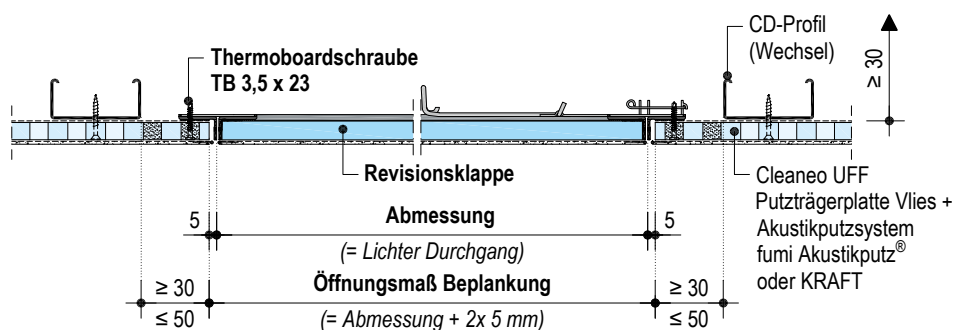 CD-Profil
(Wechsel)
≥ 30
Thermoboardschraube
TB 3,5 x 23
Revisionsklappe
Cleaneo UFF
Putzträgerplatte Vlies +
Akustikputzsystem
fumi Akustikputz®
oder KRAFT
5
Abmessung
5
(= Lichter Durchgang)
≥ 30
Öffnungsmaß Beplankung
≥ 30
≤ 50
(= Abmessung + 2x 5 mm)
≤ 50